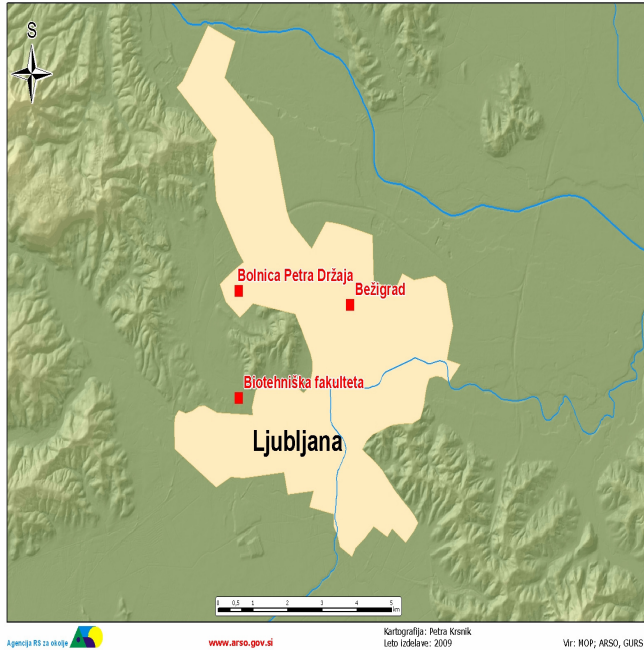 S
Bolnica Petra Držaja
Bežigrad
Biotehniška fakulteta
Ljubljana
0 0,5 1 2 3 4 5
km
Agencija RS za okolje
www.arso.gov.si
Kartografija: Petra Krsnik
Leto izdelave: 2009
Vir: MOP; ARSO, GURS